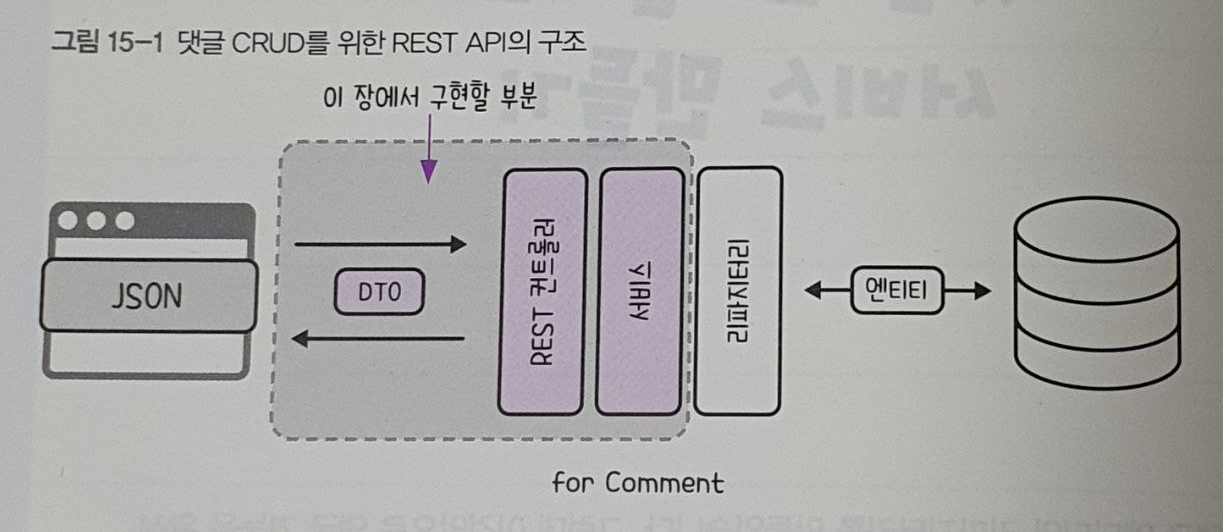 그림 15-1 댓글 CRUD를 위한 REST API의 구조
이 장에서 구현할 부분
JSON
DTO
REST 컨트롤러
서비스
리파지터리
엔티티
for Comment